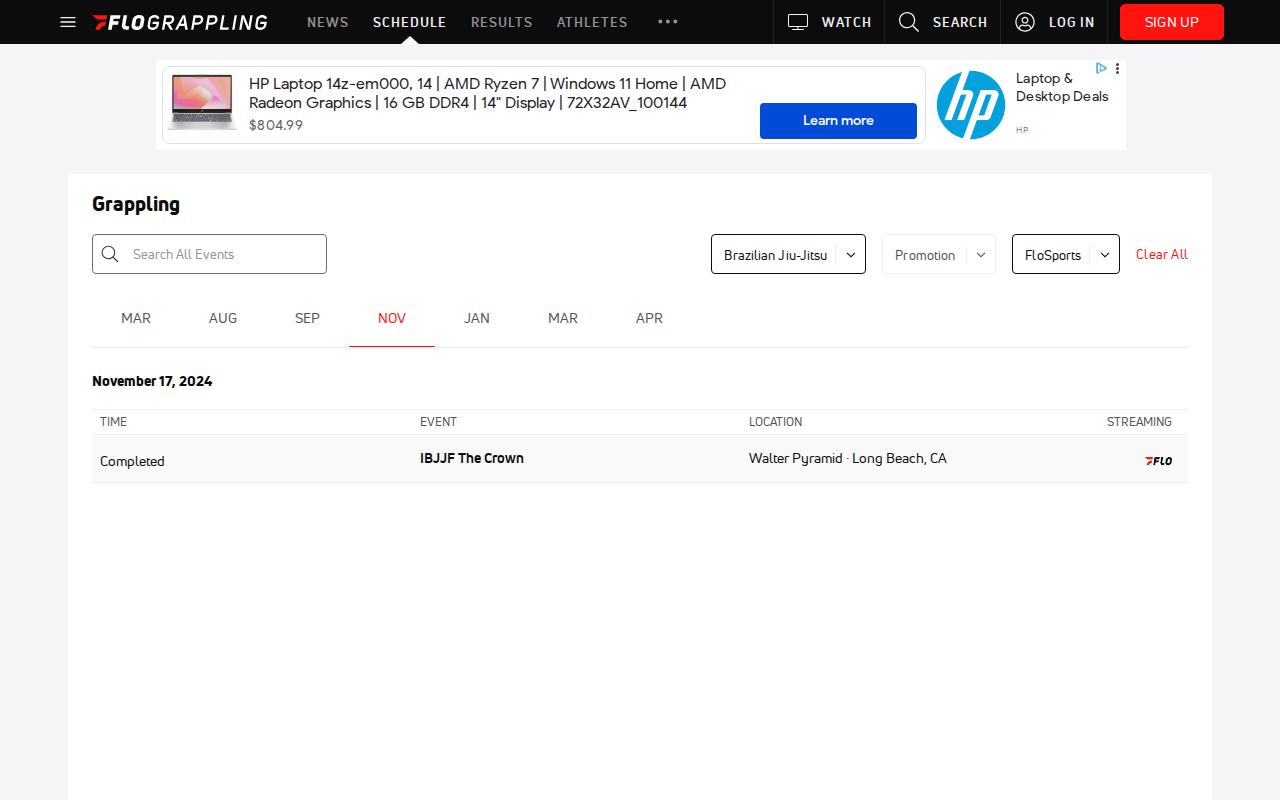 FLOGRAPPLING NEWS SCHEDULE RESULTS ATHLETES ••• WATCH SEARCH LOG IN SIGN UP
HP Laptop 14z-em000, 14 | AMD Ryzen 7 | Windows 11 Home | AMD
Radeon Graphics | 16 GB DDR4 | 14" Display | 72X32AV_100144
$804.99
Learn more
hp
Laptop &
Desktop Deals
HP
Grappling
Search All Events
Brazilian Jiu-Jitsu
Promotion
FloSports
Clear All
MAR AUG SEP NOV JAN MAR APR
November 17, 2024
TIME EVENT LOCATION STREAMING
Completed IBJJF The Crown Walter Pyramid · Long Beach, CA FLO